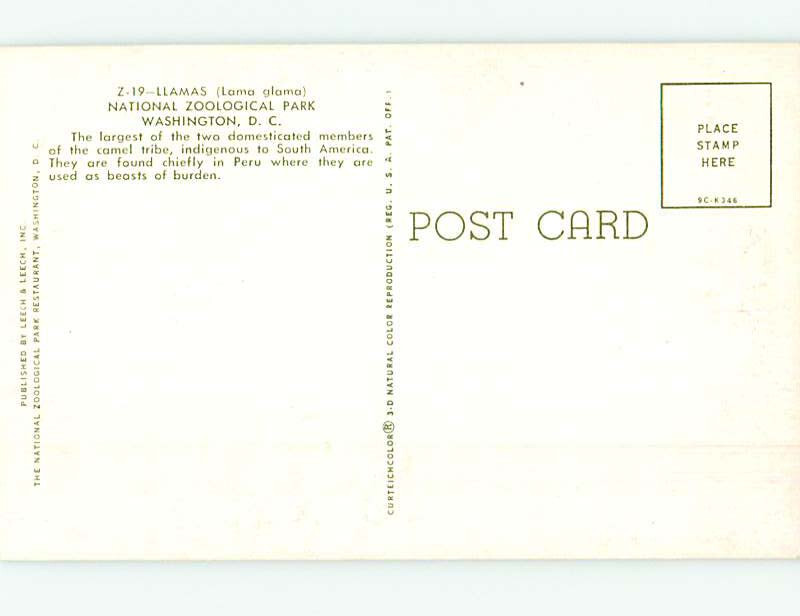 Z-19—LLAMAS (Lama glama)
NATIONAL ZOOLOGICAL PARK
WASHINGTON, D. C.
The largest of the two domesticated members
of the camel tribe, indigenous to South America.
They are found chiefly in Peru where they are
used as beasts of burden.
PUBLISHED BY LEECH & LEECH, INC.
THE NATIONAL ZOOLOGICAL PARK RESTAURANT, WASHINGTON, D. C.
CURTEICHCOLOR® 3-D NATURAL COLOR REPRODUCTION (REG. U. S. A. PAT. OFF.)
POST CARD
PLACE
STAMP
HERE
9C-K346